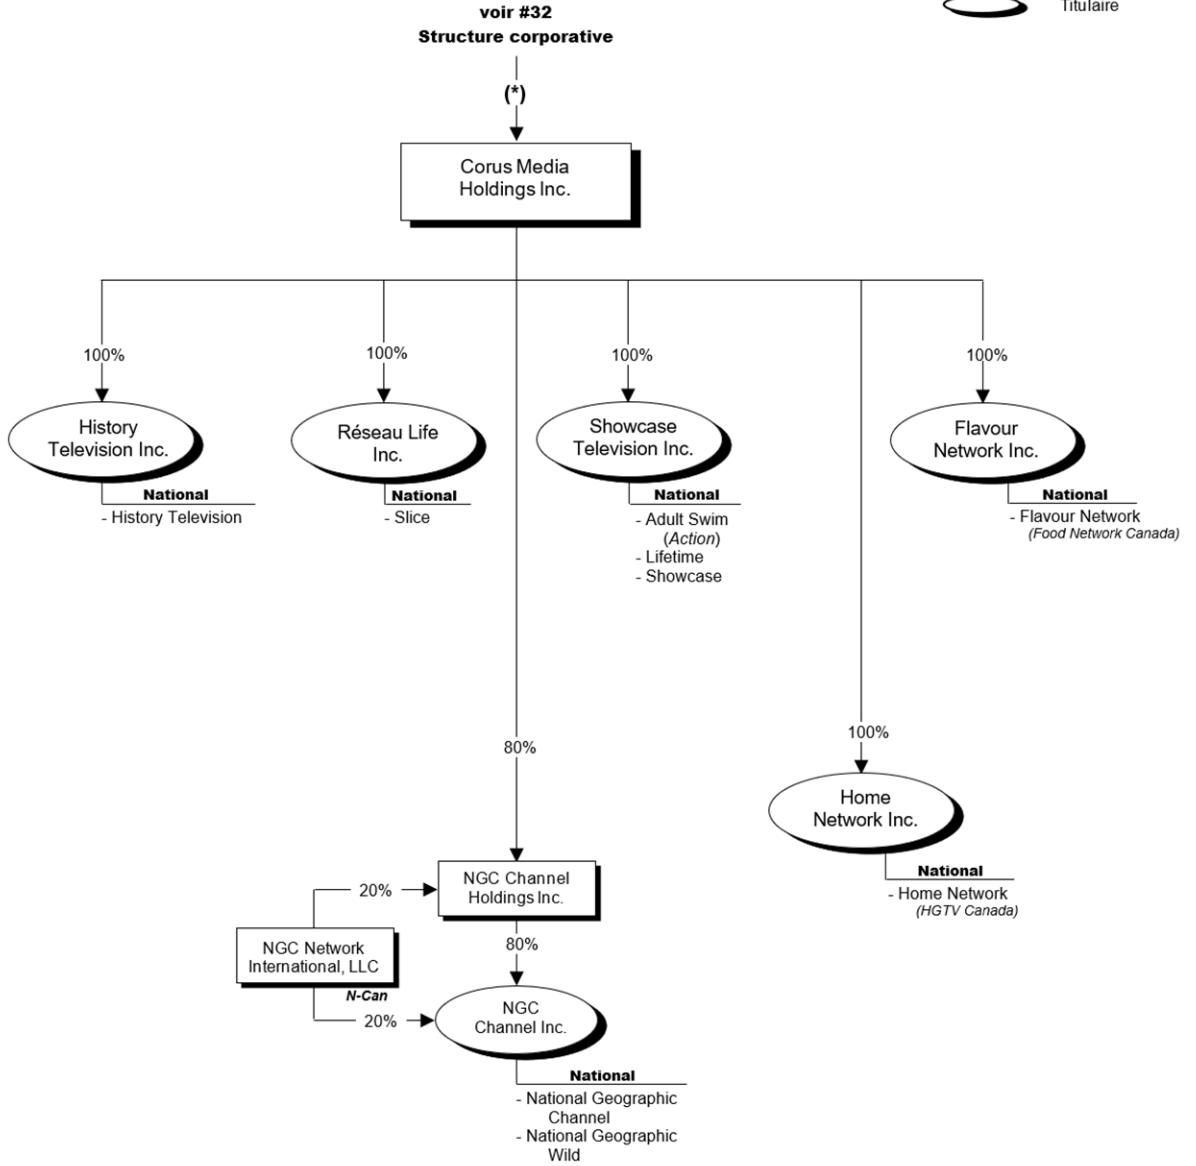 Titulaire
voir #32
Structure corporative
(*)
Corus Media
Holdings Inc.
100%
100%
100%
100%
History
Television Inc.
National
- History Television
Réseau Life
Inc.
National
- Slice
Showcase
Television Inc.
National
- Adult Swim
(Action)
- Lifetime
- Showcase
Flavour
Network Inc.
National
- Flavour Network
(Food Network Canada)
80%
100%
Home
Network Inc.
National
- Home Network
(HGTV Canada)
NGC Channel
Holdings Inc.
20%
80%
NGC Network
International, LLC
N-Can
20%
NGC
Channel Inc.
National
- National Geographic
Channel
- National Geographic
Wild